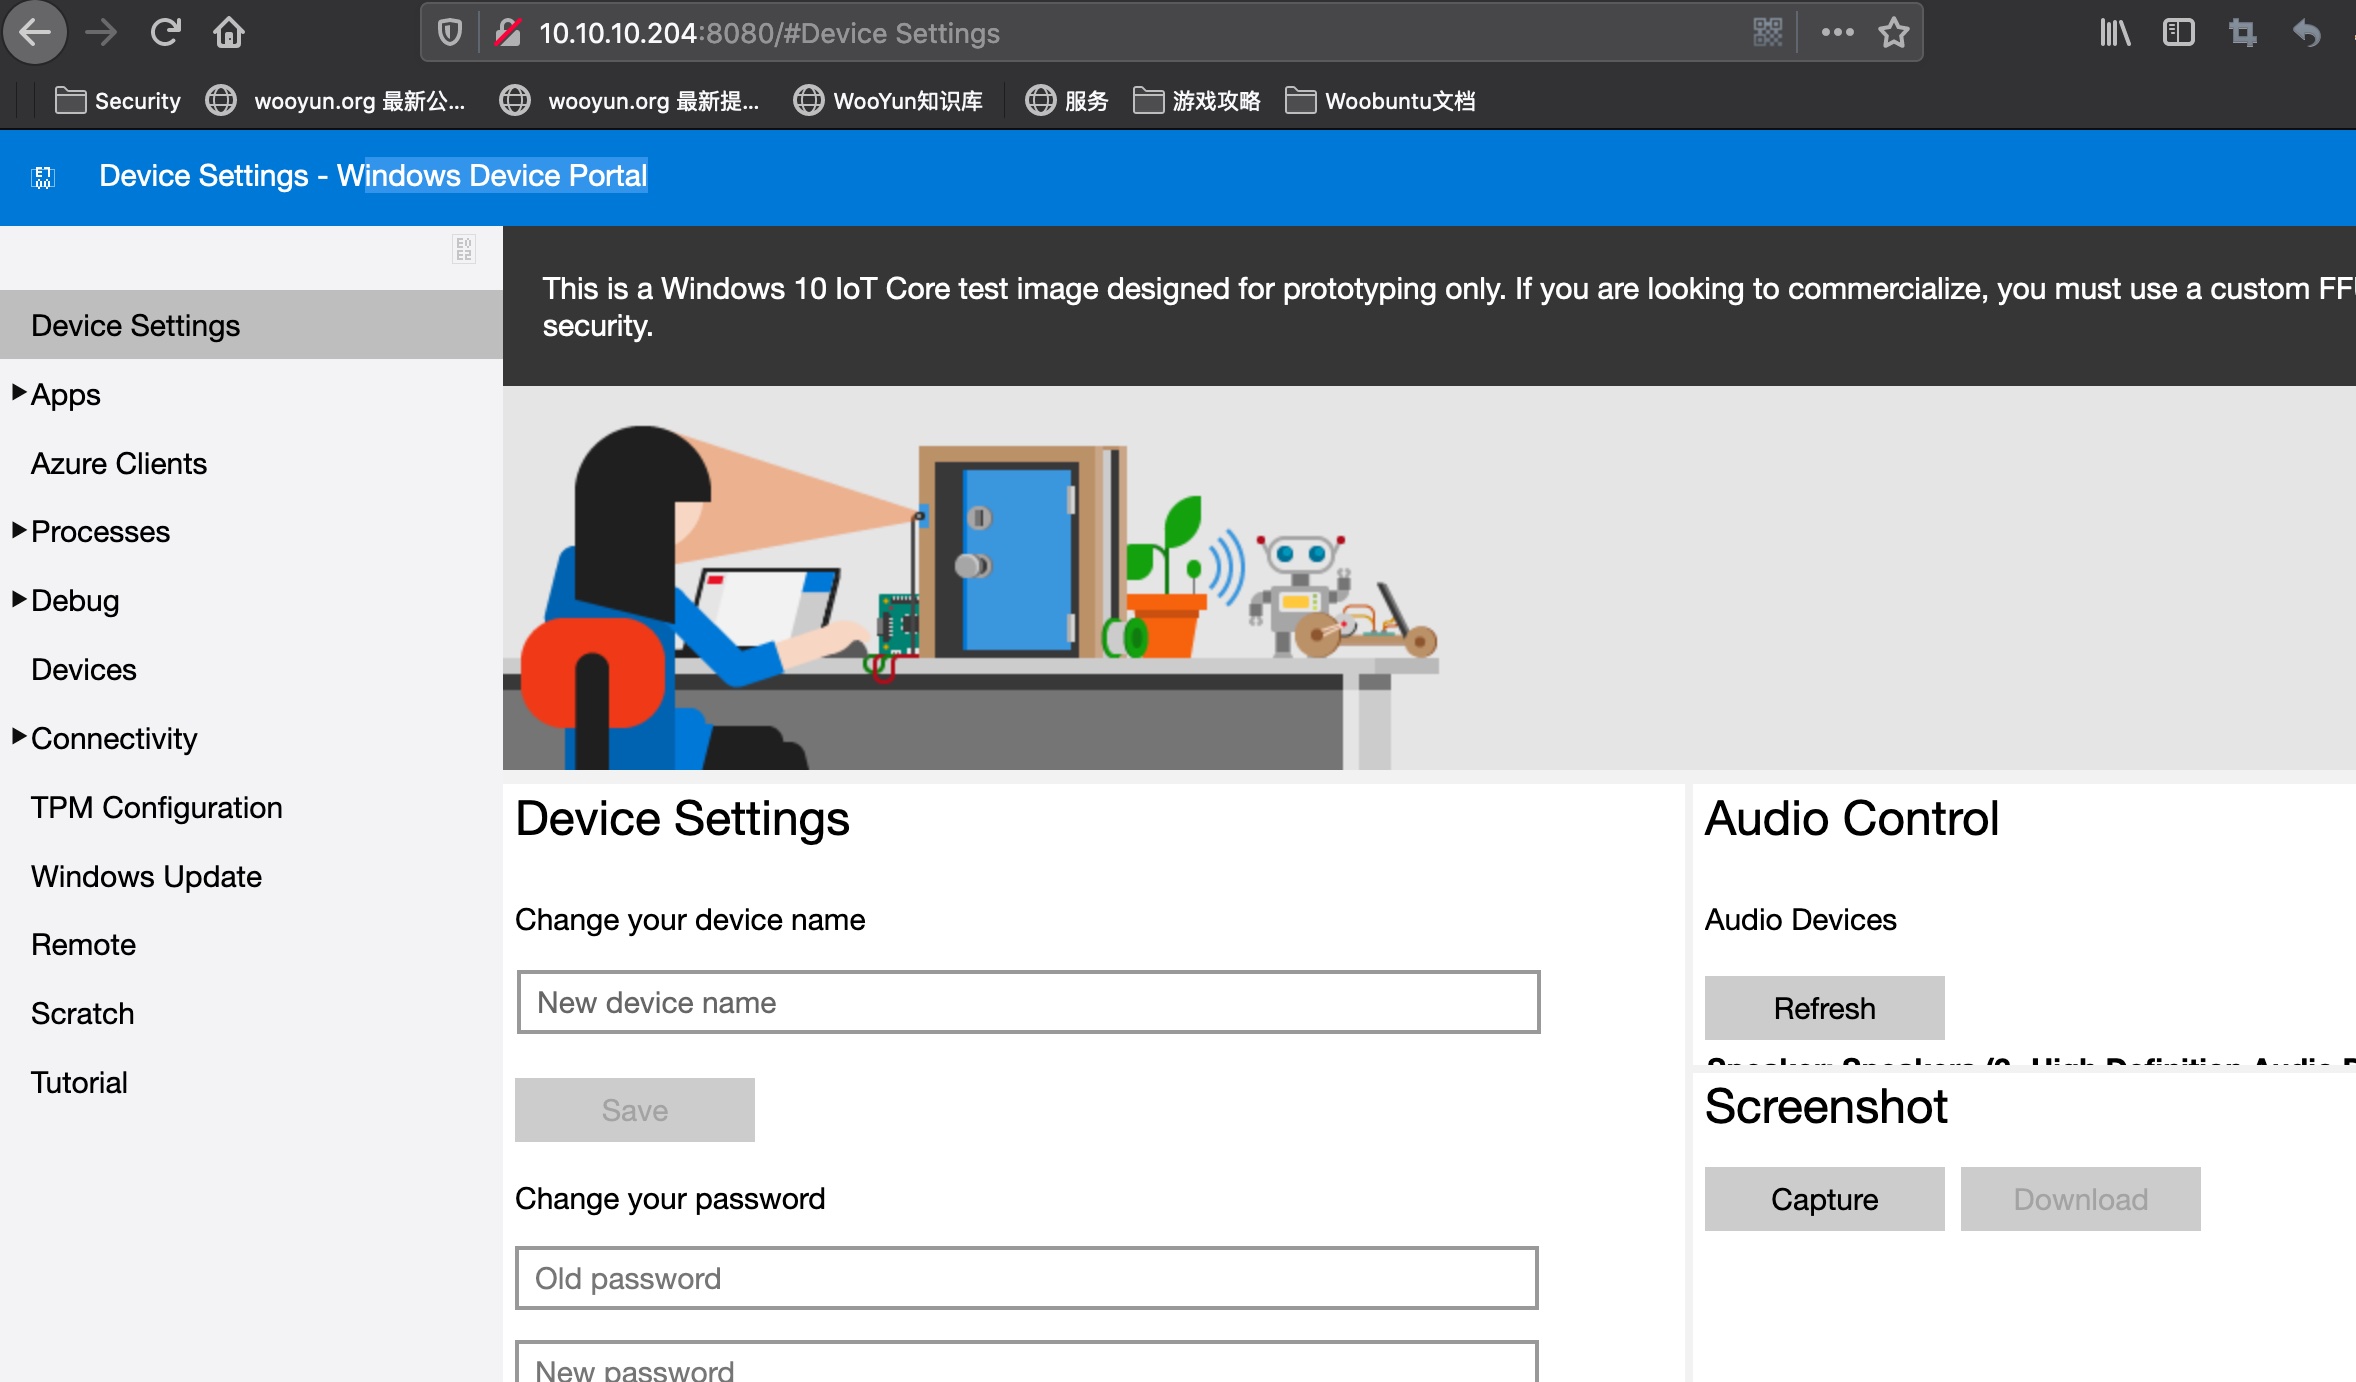 10.10.10.204:8080/#Device Settings
Security wooyun.org 最新公... wooyun.org 最新提... WooYun知识库 服务 游戏攻略 Woobuntu文档
Device Settings - Windows Device Portal
This is a Windows 10 IoT Core test image designed for prototyping only. If you are looking to commercialize, you must use a custom FFU
security.
Device Settings
Apps
Azure Clients
Processes
Debug
Devices
Connectivity
TPM Configuration
Windows Update
Remote
Scratch
Tutorial
Device Settings
Change your device name
New device name
Save
Change your password
Old password
New password
Audio Control
Audio Devices
Refresh
Screenshot
Capture Download